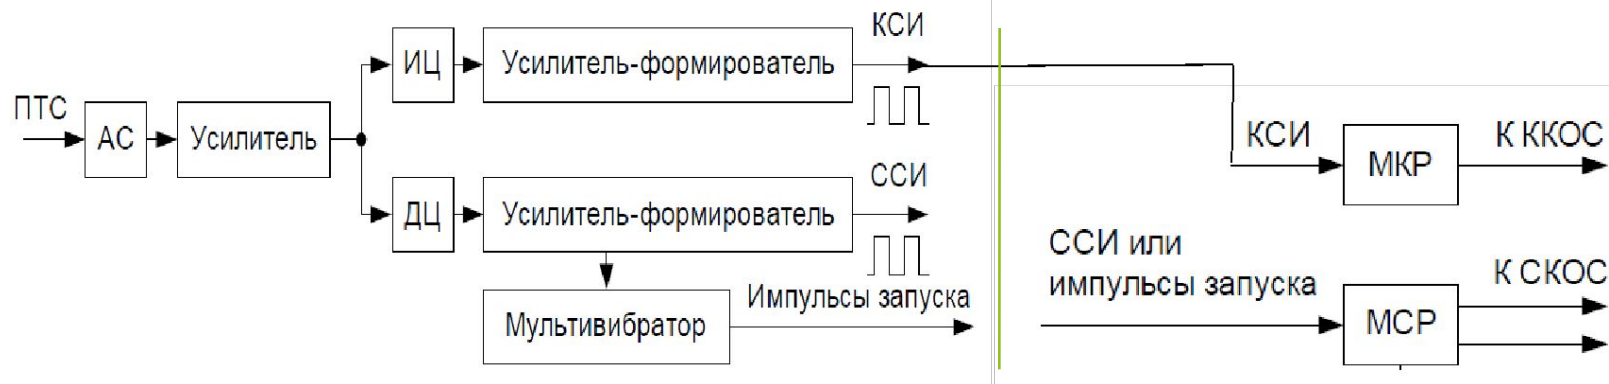 ПТС
АС
Усилитель
ИЦ
Усилитель-формирователь
КСИ
ДЦ
Усилитель-формирователь
ССИ
Мультивибратор
Импульсы запуска
КСИ
МКР
К ККОС
ССИ или
импульсы запуска
МСР
К СКОС